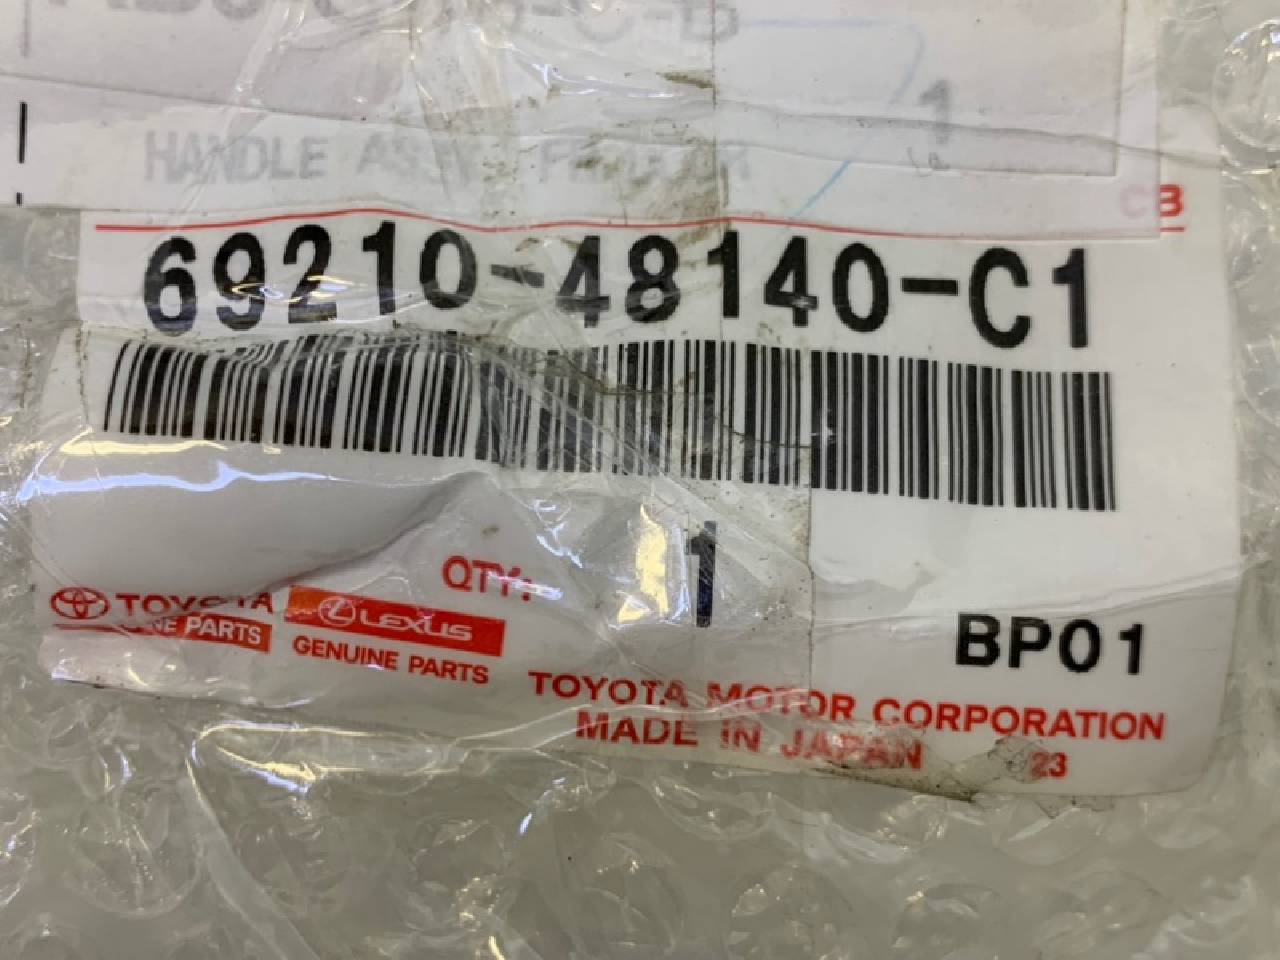 1
HANDLE ASSY
CB
69210-48140-C1
QTY:
1
TOYOTA
PARTS
LEXUS
GENUINE PARTS
BP01
TOYOTA MOTOR CORPORATION
MADE IN JAPAN
23